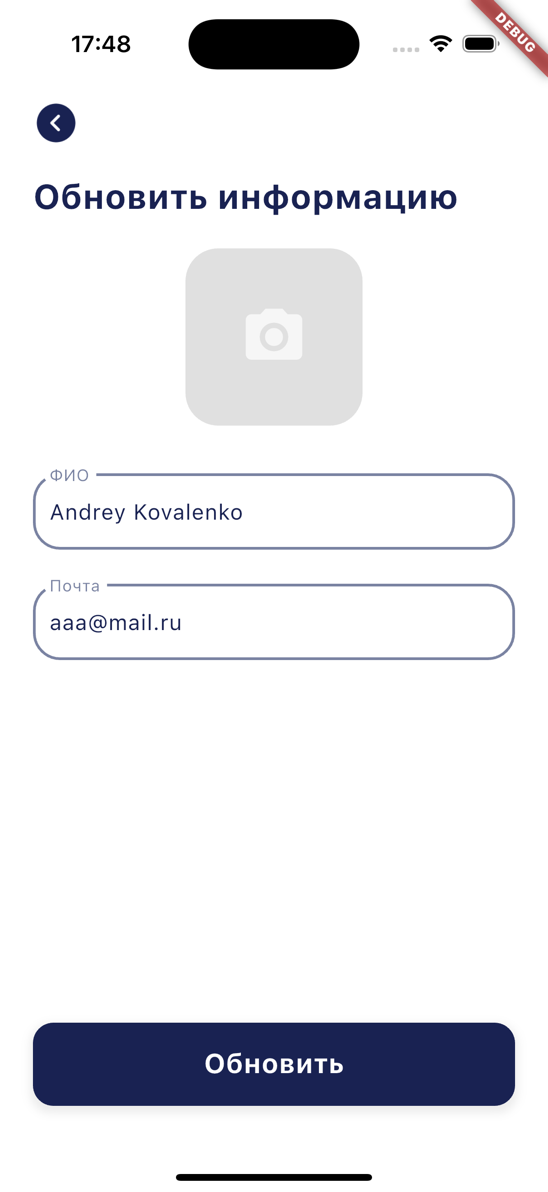 17:48
DEBUG
Обновить информацию
ФИО
Andrey Kovalenko
Почта
aaa@mail.ru
Обновить